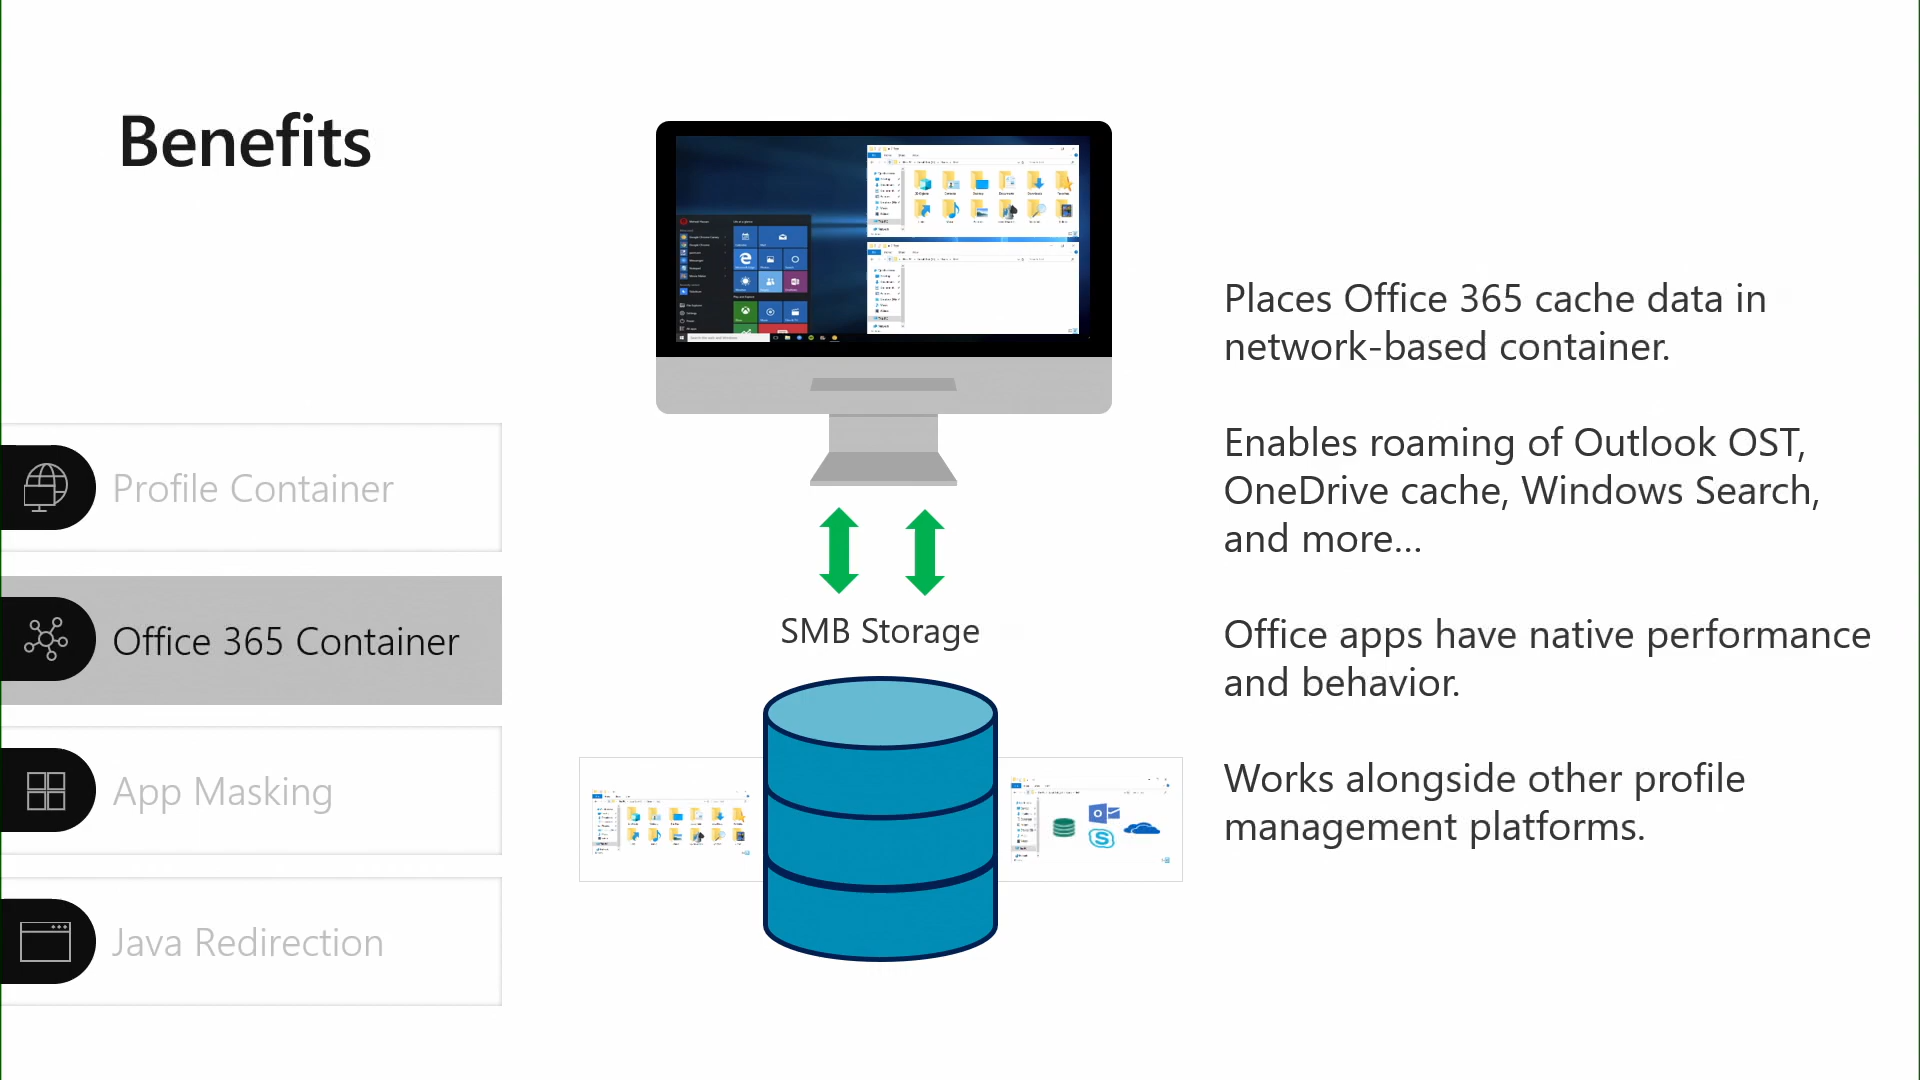 Benefits
Profile Container
Office 365 Container
App Masking
Java Redirection
SMB Storage
Places Office 365 cache data in
network-based container.
Enables roaming of Outlook OST,
OneDrive cache, Windows Search,
and more...
Office apps have native performance
and behavior.
Works alongside other profile
management platforms.